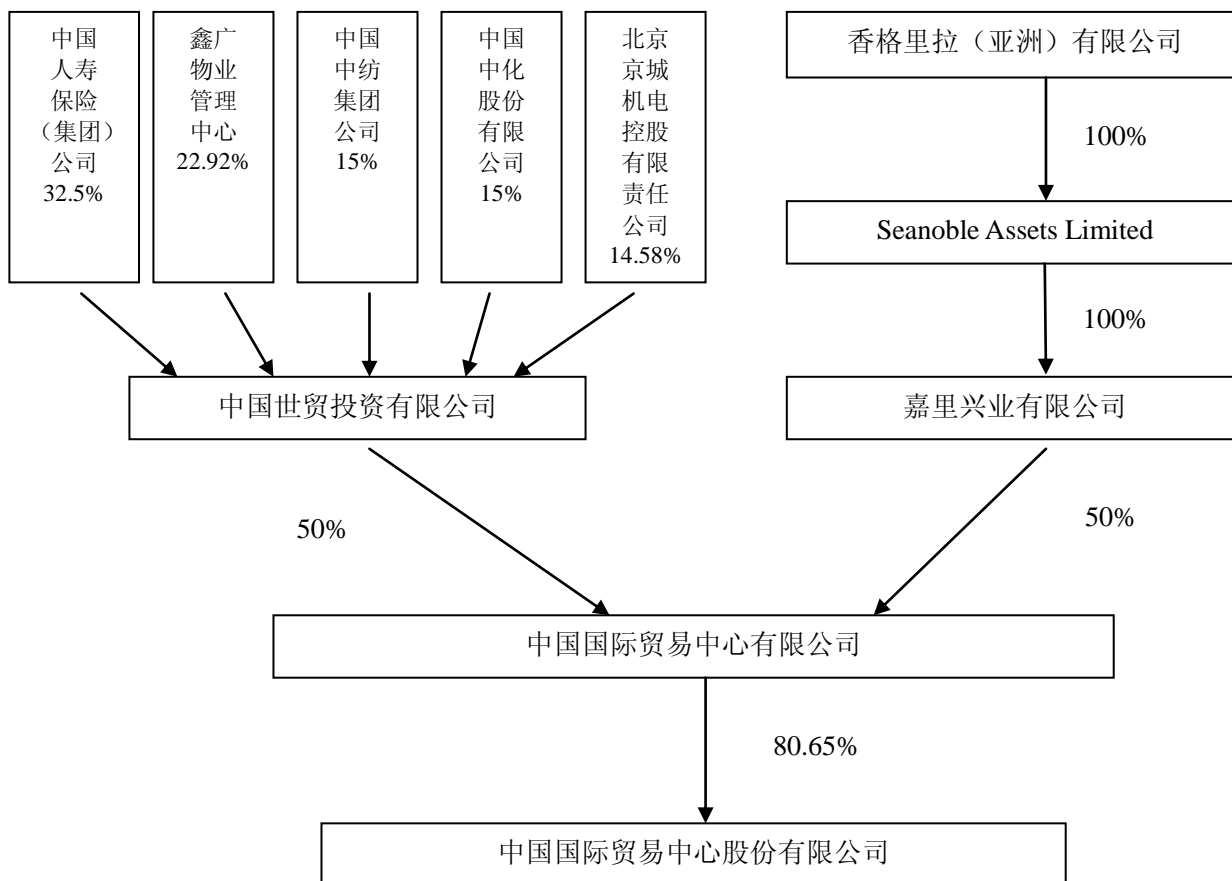 中国
人寿
保险
（集团）
公司
32.5%
鑫广
物业
管理
中心
22.92%
中国
中纺
集团
公司
15%
中国
中化
股份
有限
公司
15%
北京
京城
机电
控股
有限
责任
公司
14.58%
香格里拉（亚洲）有限公司
100%
Seanoble Assets Limited
100%
中国世贸投资有限公司
嘉里兴业有限公司
50%
50%
中国国际贸易中心有限公司
80.65%
中国国际贸易中心股份有限公司